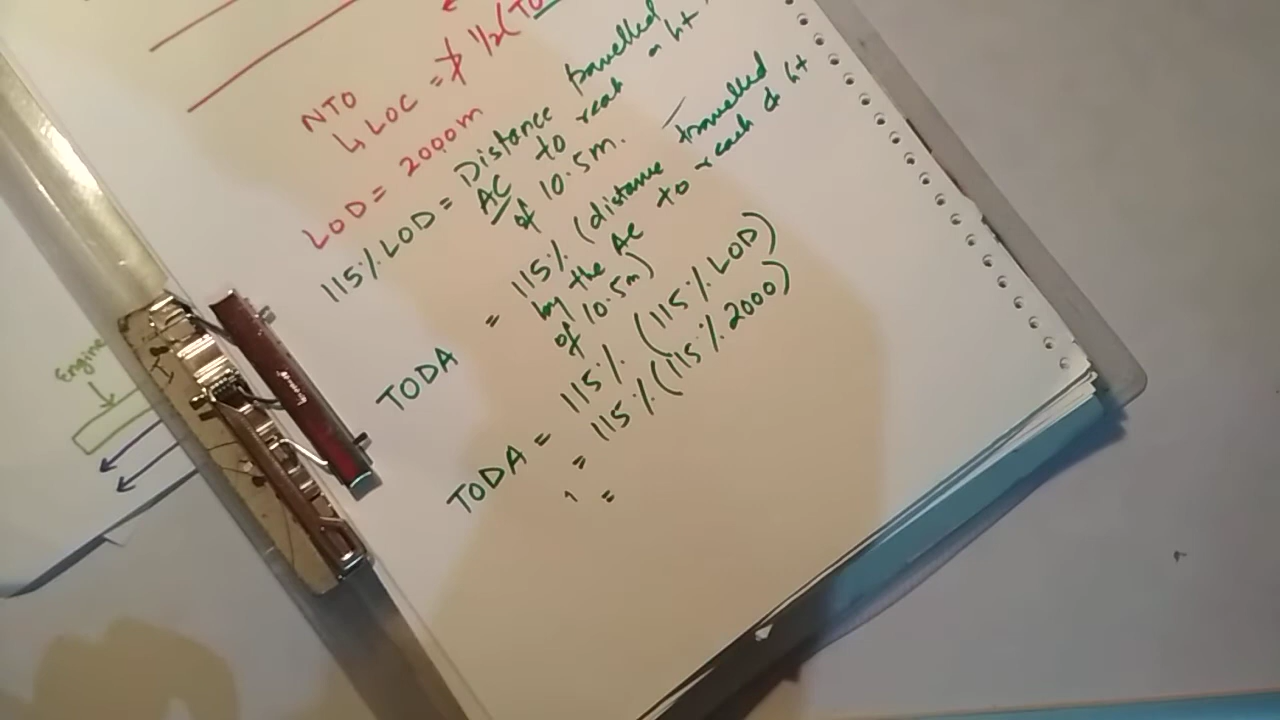 NTO
↳ LOC = 1/2(TO
LOD = 2000m
115% LOD = Distance travelled
AC to reach a ht
of 10.5m.
TODA = 115% (distance travelled
by the AC to reach a ht
of 10.5m)
TODA = 115% (115% LOD)
= 115% (115% 2000)
=
Engine